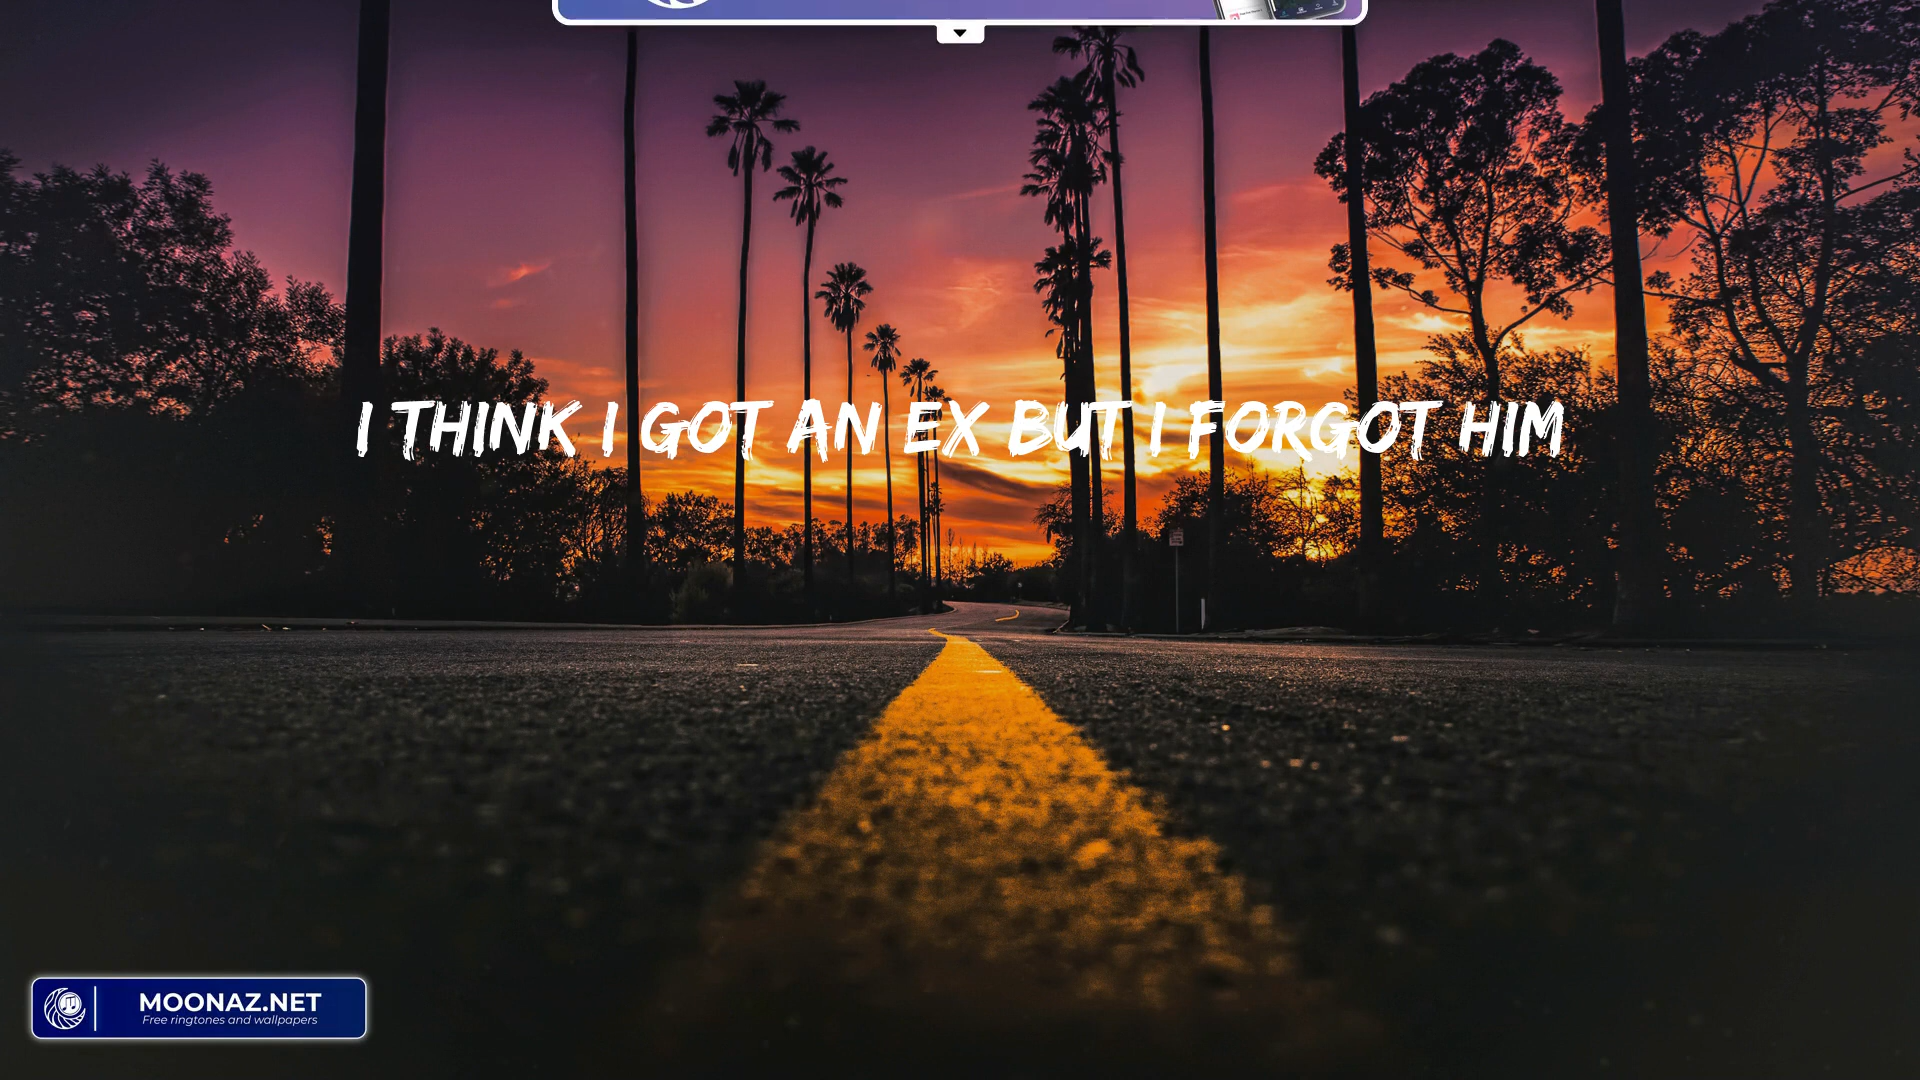 I THINK I GOT AN EX BUT I FORGOT HIM
MOONAZ.NET
Free ringtones and wallpapers